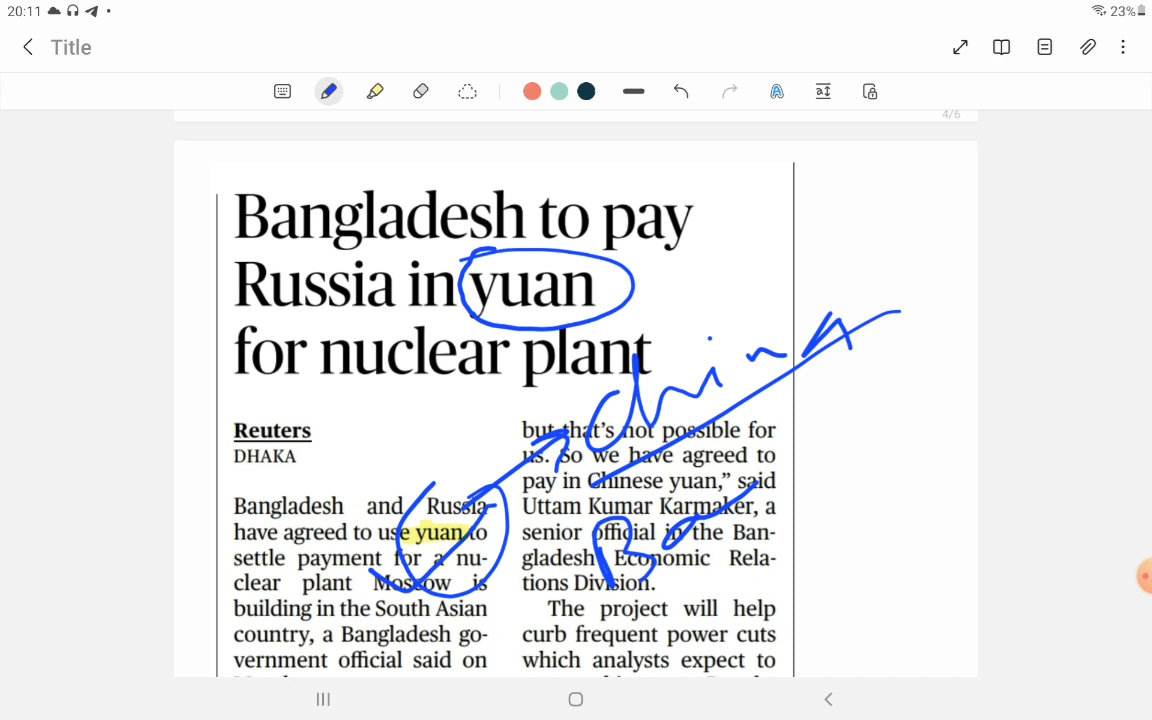 20:11
23%
Title
4/6
Bangladesh to pay
Russia in yuan
for nuclear plant
China
Reuters
DHAKA
Bangladesh and Russia
have agreed to use yuan to
settle payment for a nu-
clear plant Moscow is
building in the South Asian
country, a Bangladesh go-
vernment official said on
but that's not possible for
us. So we have agreed to
pay in Chinese yuan," said
Uttam Kumar Karmaker, a
senior official in the Ban-
gladesh Economic Rela-
tions Division.
The project will help
curb frequent power cuts
which analysts expect to